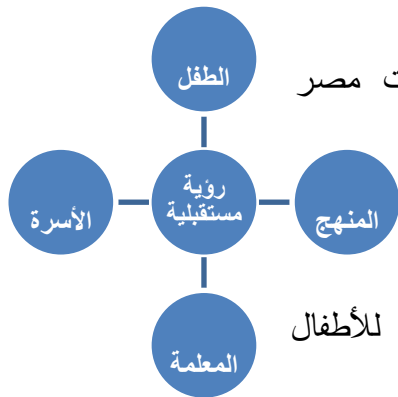 الطفل
ت مصر
رؤية
مستقبلية
المنهج
الأسرة
للأطفال
المعلمة